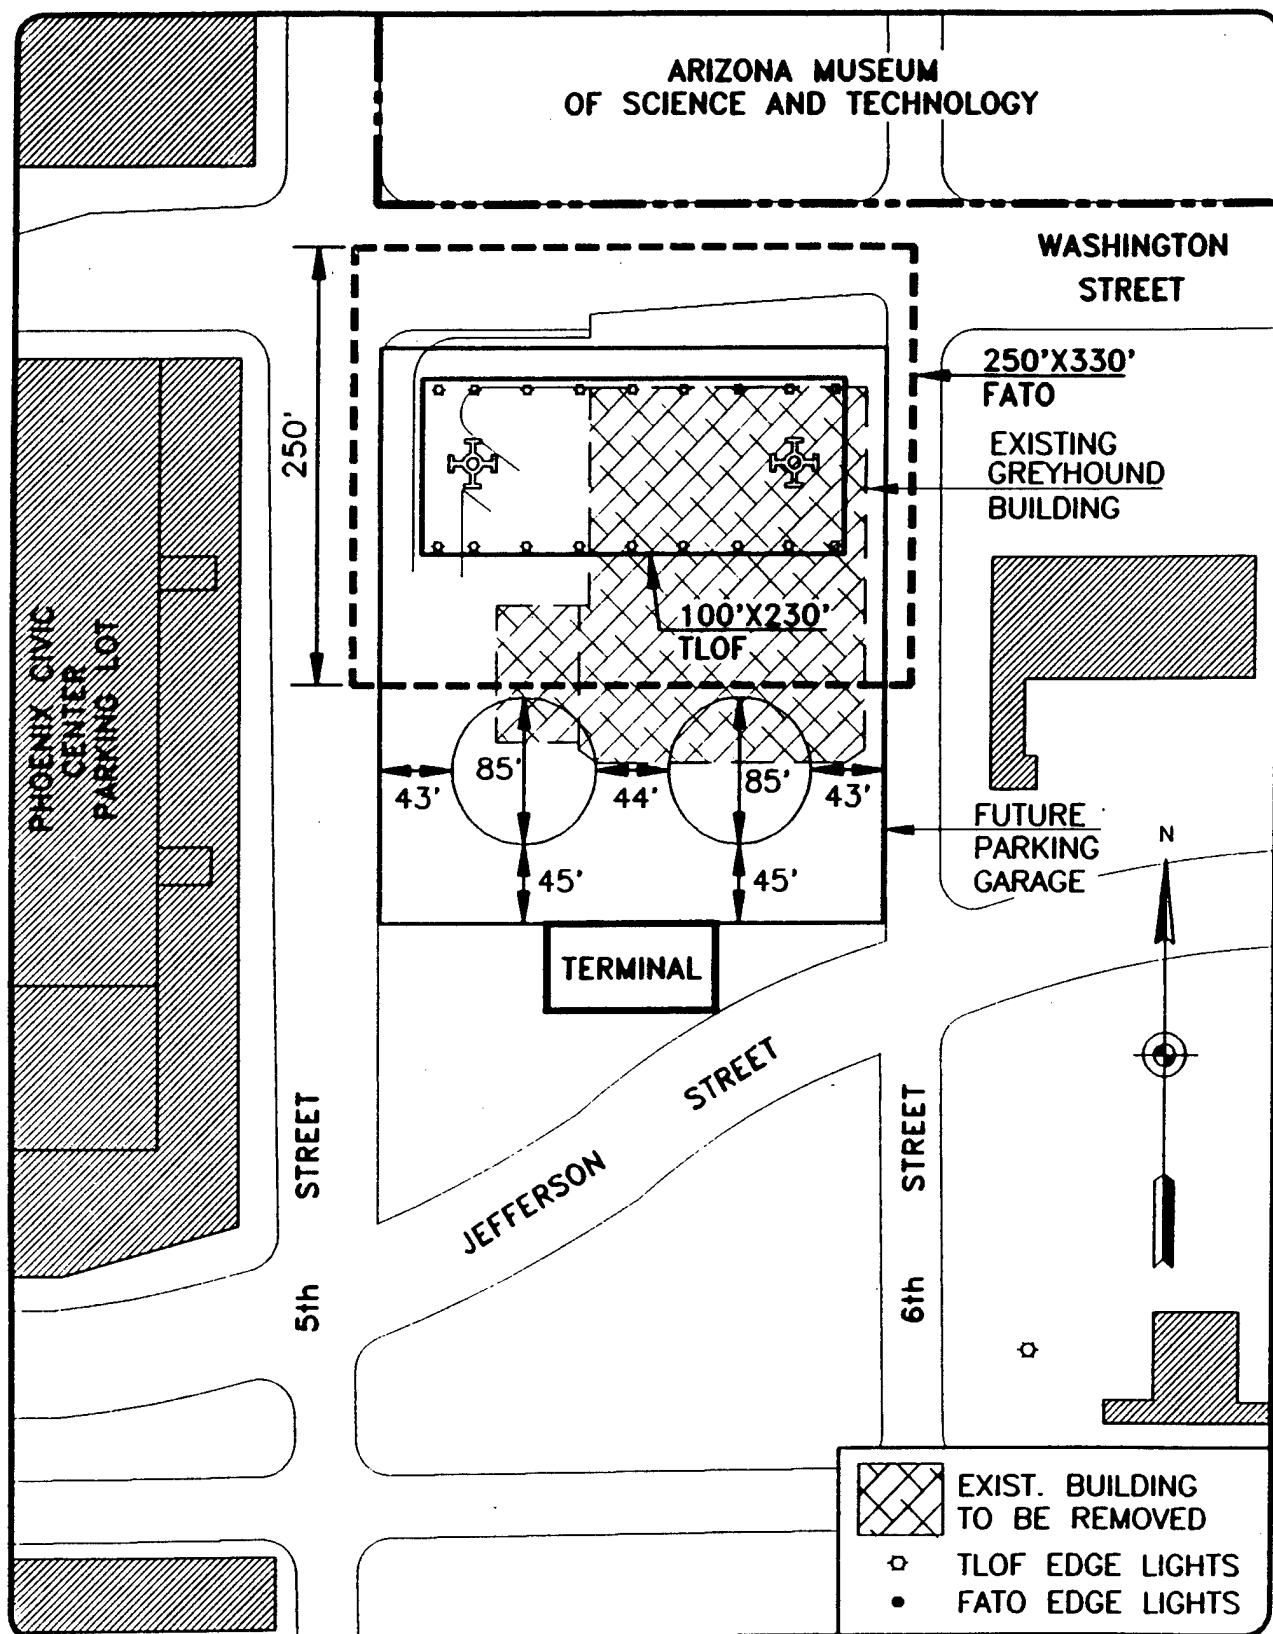 ARIZONA MUSEUM
OF SCIENCE AND TECHNOLOGY
WASHINGTON
STREET
250'X330'
FATO
250'
EXISTING
GREYHOUND
BUILDING
100'X230'
TLOF
PHOENIX CIVIC
CENTER
PARKING LOT
85'
85'
43'
44'
43'
FUTURE
PARKING
GARAGE
N
45'
45'
TERMINAL
JEFFERSON STREET
5th STREET
6th STREET
EXIST. BUILDING
TO BE REMOVED
TLOF EDGE LIGHTS
FATO EDGE LIGHTS